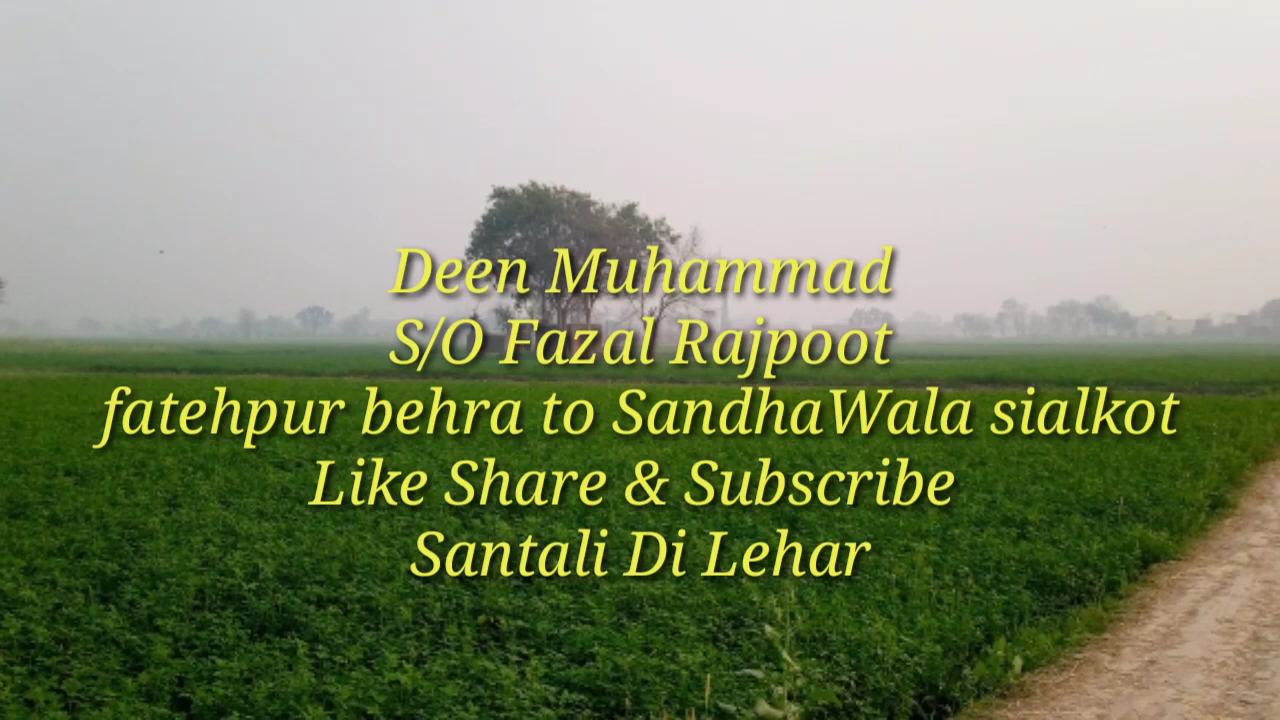 Deen Muhammad
S/O Fazal Rajpoot
fatehpur behra to SandhaWala sialkot
Like Share & Subscribe
Santali Di Lehar